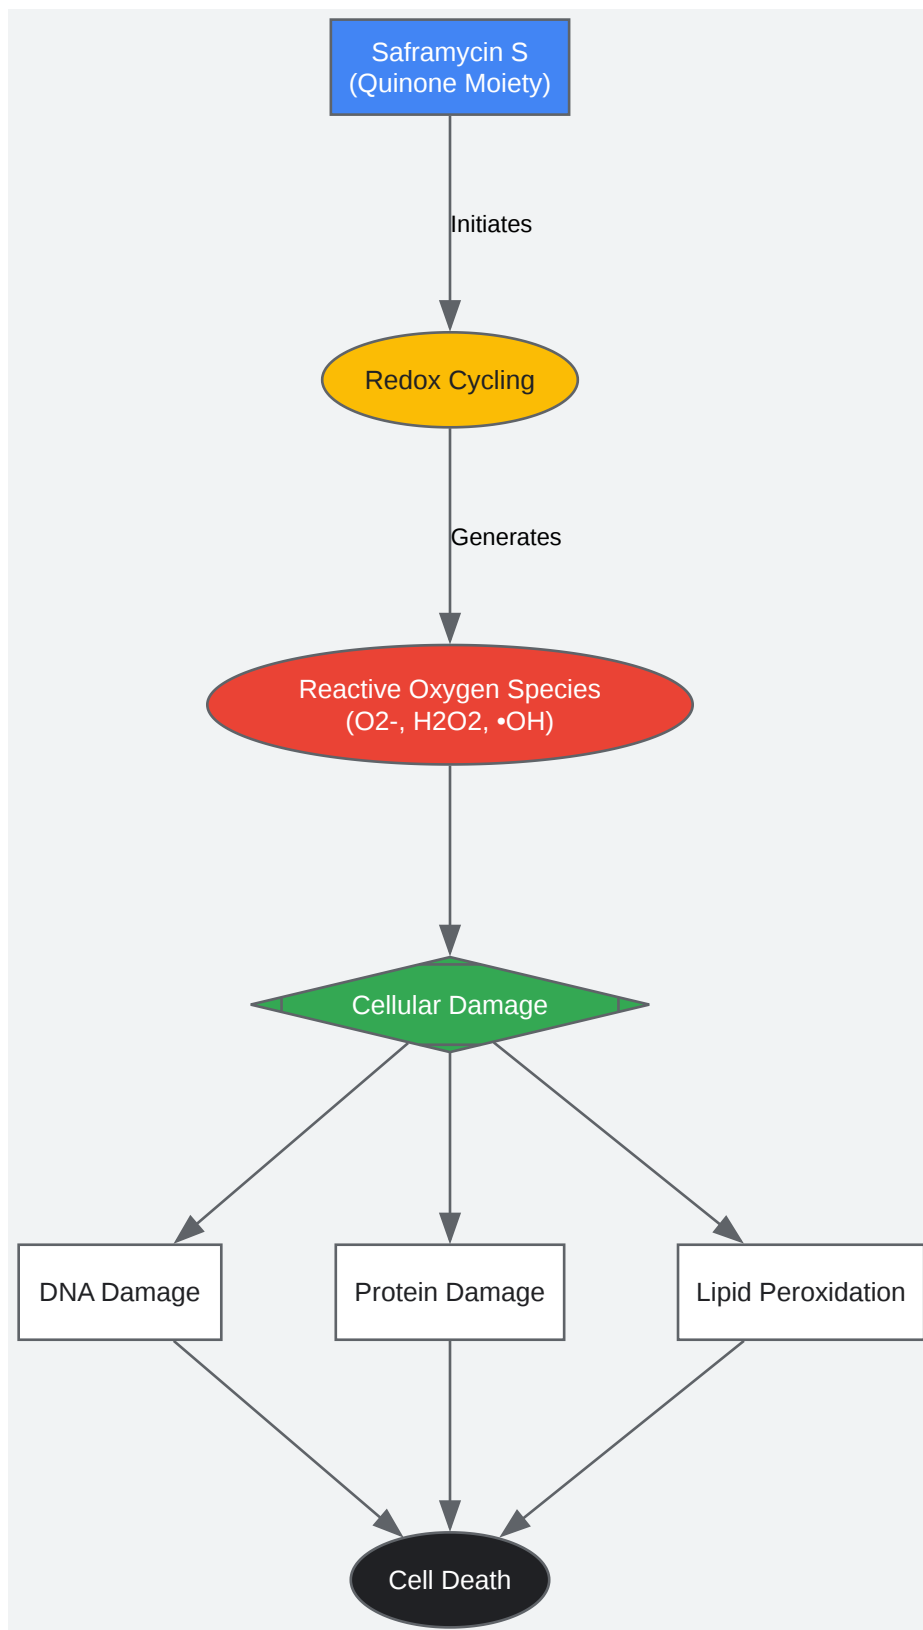 Saframycin S
(Quinone Moiety)
Initiates
Redox Cycling
Generates
Reactive Oxygen Species
(O2-, H2O2, •OH)
Cellular Damage
DNA Damage
Protein Damage
Lipid Peroxidation
Cell Death